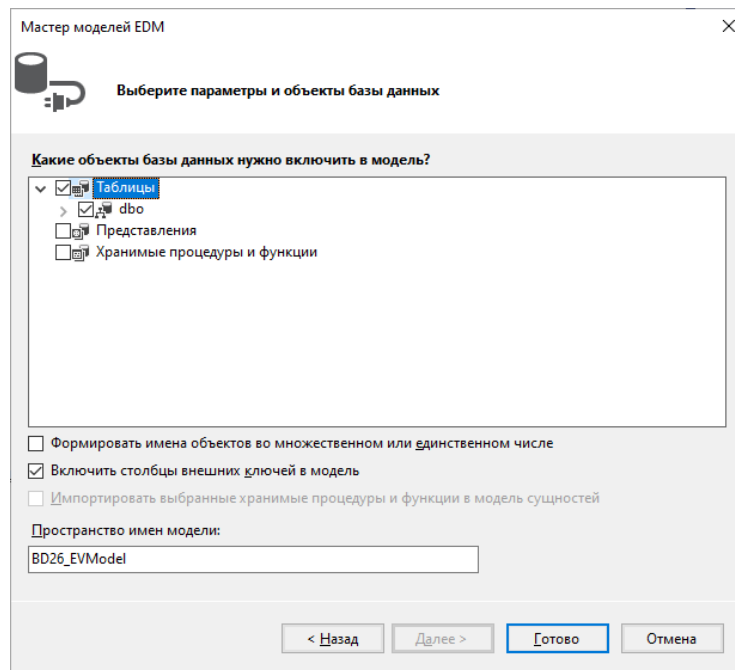 Мастер моделей EDM
Выберите параметры и объекты базы данных
Какие объекты базы данных нужно включить в модель?
Таблицы
dbo
Представления
Хранимые процедуры и функции
Формировать имена объектов во множественном или единственном числе
Включить столбцы внешних ключей в модель
Импортировать выбранные хранимые процедуры и функции в модель сущностей
Пространство имен модели:
BD26_EVModel
< Назад Далее > Готово Отмена